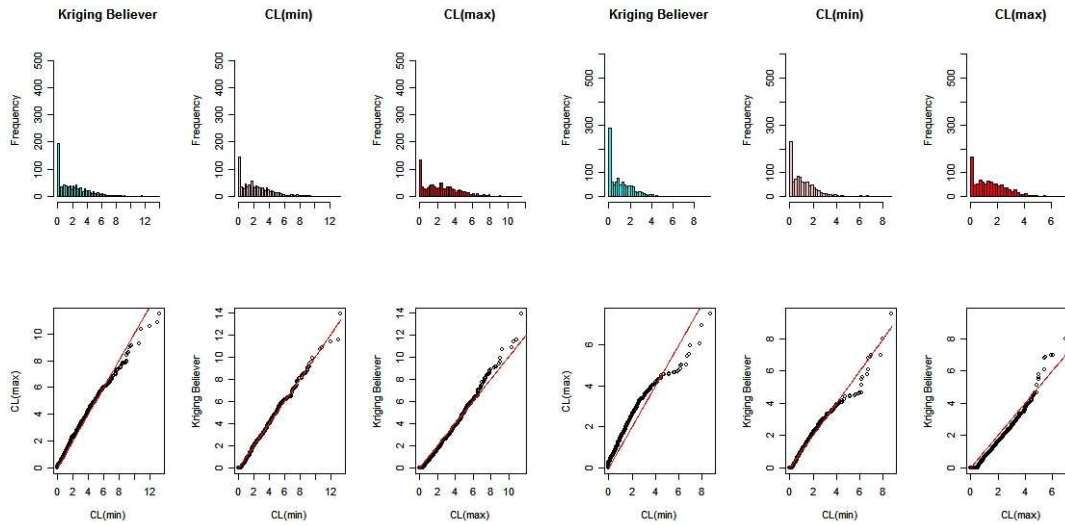 Kriging Believer CL(min) CL(max) Kriging Believer CL(min) CL(max)
Frequency Frequency Frequency Frequency Frequency Frequency
500 500 500 500 500 500
400 400 400
300 300 300 300 300 300
200 200 200
100 100 100 100 100 100
0 0 0 0 0 0
0 2 4 6 8 12 0 2 4 6 8 12 0 2 4 6 8 10 0 2 4 6 8 0 2 4 6 8 0 2 4 6
CL(max) Kriging Believer Kriging Believer CL(max) Kriging Believer Kriging Believer
10 14 14 6 8 8
8 12 12 4 6 6
6 10 10 2 4 4
4 8 8 0 2 2
2 6 6 0 0
0 4 4
2 2
0 0
0 2 4 6 8 12 0 2 4 6 8 12 0 2 4 6 8 10 0 2 4 6 8 0 2 4 6 8 0 2 4 6
CL(min) CL(min) CL(max) CL(min) CL(min) CL(max)